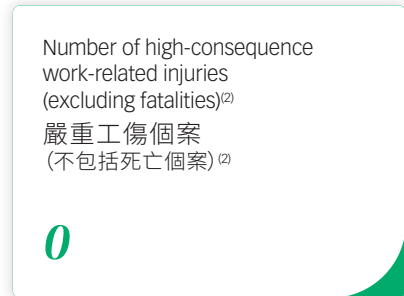 Number of high-consequence
work-related injuries
(excluding fatalities)⁽²⁾
嚴重工傷個案
（不包括死亡個案）⁽²⁾
0